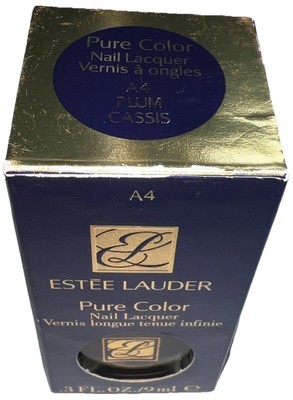 Pure Color
Nail Lacquer
Vernis à ongles
A4
PLUM
CASSIS
A4
EL
ESTĒE LAUDER
Pure Color
Nail Lacquer
Vernis longue tenue infinie
.3 FL.OZ./9ml ℮